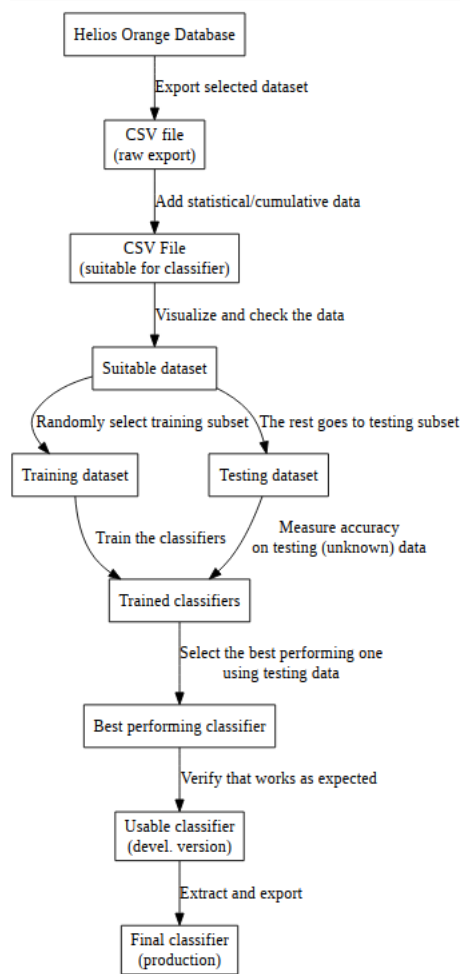 Helios Orange Database
Export selected dataset
CSV file
(raw export)
Add statistical/cumulative data
CSV File
(suitable for classifier)
Visualize and check the data
Suitable dataset
Randomly select training subset
The rest goes to testing subset
Training dataset
Testing dataset
Train the classifiers
Measure accuracy
on testing (unknown) data
Trained classifiers
Select the best performing one
using testing data
Best performing classifier
Verify that works as expected
Usable classifier
(devel. version)
Extract and export
Final classifier
(production)